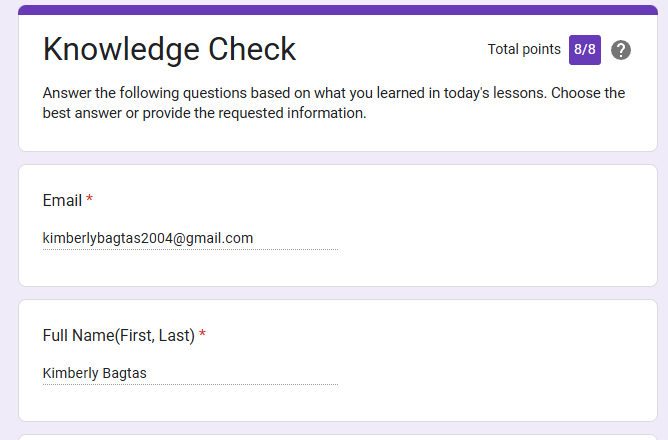 Knowledge Check
Total points 8/8 ?
Answer the following questions based on what you learned in today's lessons. Choose the
best answer or provide the requested information.
Email *
kimberlybagtas2004@gmail.com
Full Name(First, Last) *
Kimberly Bagtas